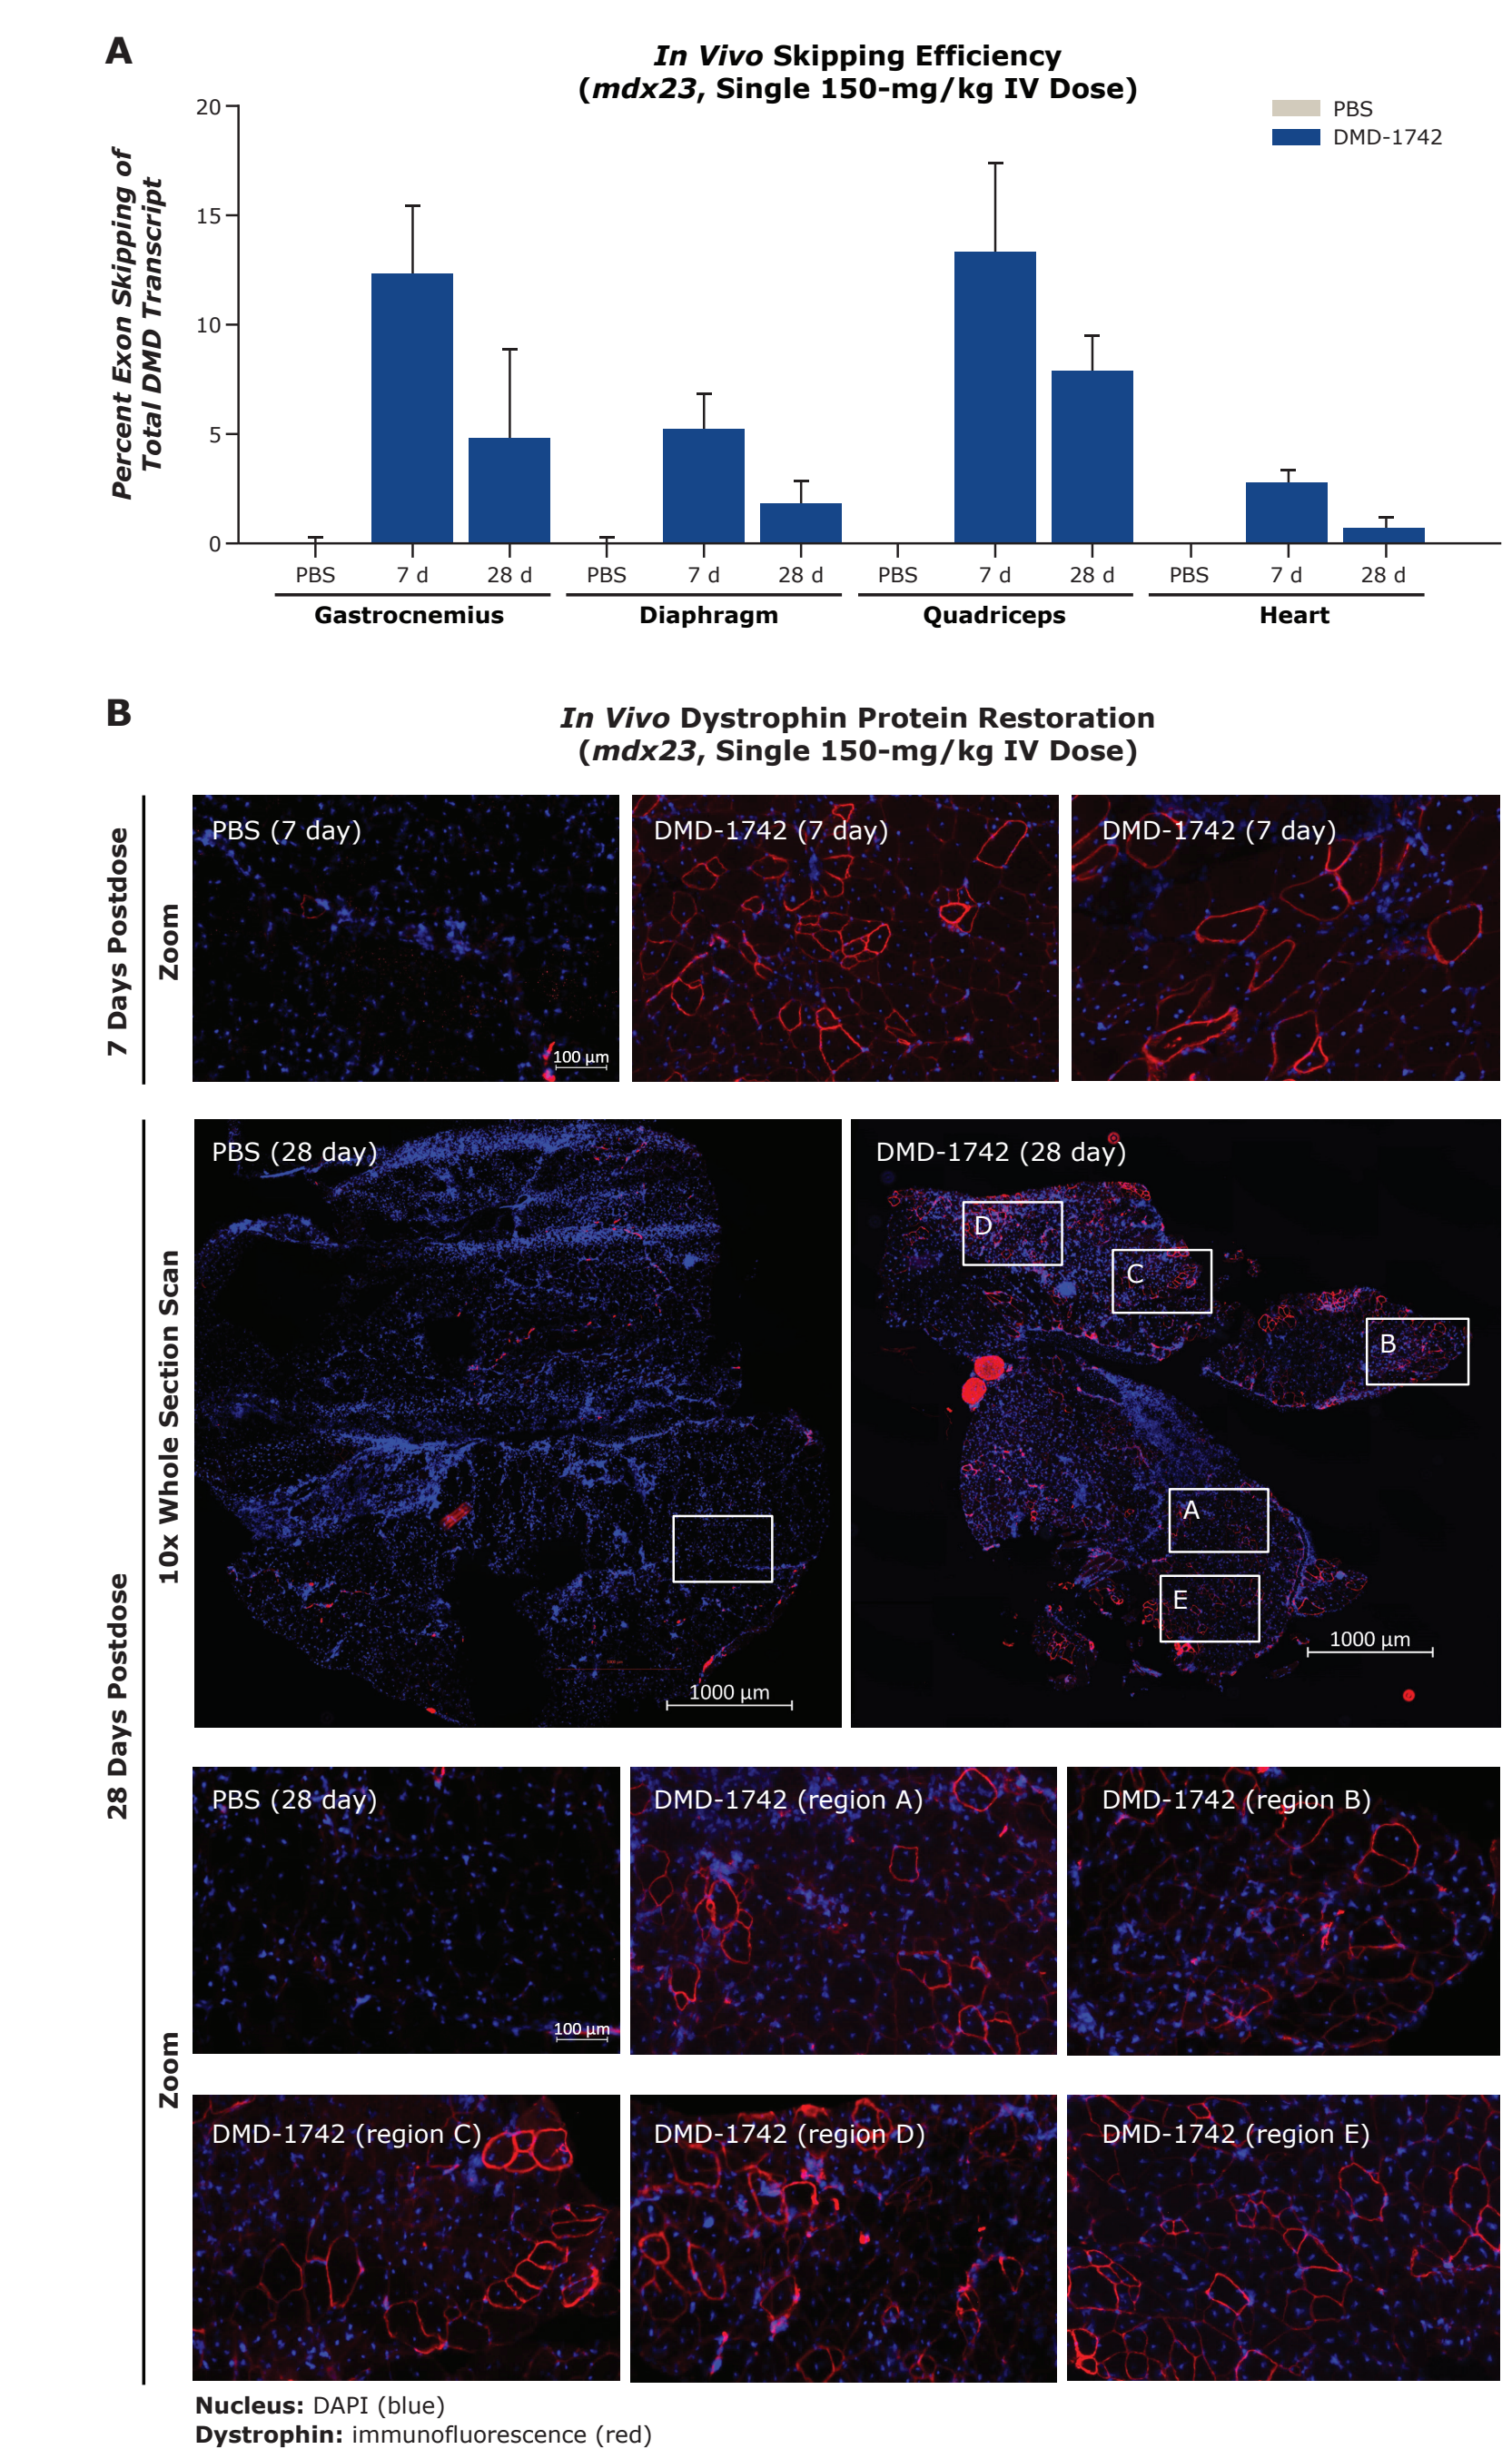 A
In Vivo Skipping Efficiency
(mdx23, Single 150-mg/kg IV Dose)
PBS
DMD-1742
Percent Exon Skipping of
Total DMD Transcript
20
15
10
5
0
PBS 7 d 28 d PBS 7 d 28 d PBS 7 d 28 d PBS 7 d 28 d
Gastrocnemius Diaphragm Quadriceps Heart
B
In Vivo Dystrophin Protein Restoration
(mdx23, Single 150-mg/kg IV Dose)
7 Days Postdose
Zoom
PBS (7 day)
100 µm
DMD-1742 (7 day)
DMD-1742 (7 day)
28 Days Postdose
10x Whole Section Scan
PBS (28 day)
1000 µm
DMD-1742 (28 day)
D
C
B
A
E
1000 µm
Zoom
PBS (28 day)
100 µm
DMD-1742 (region A)
DMD-1742 (region B)
DMD-1742 (region C)
DMD-1742 (region D)
DMD-1742 (region E)
Nucleus: DAPI (blue)
Dystrophin: immunofluorescence (red)